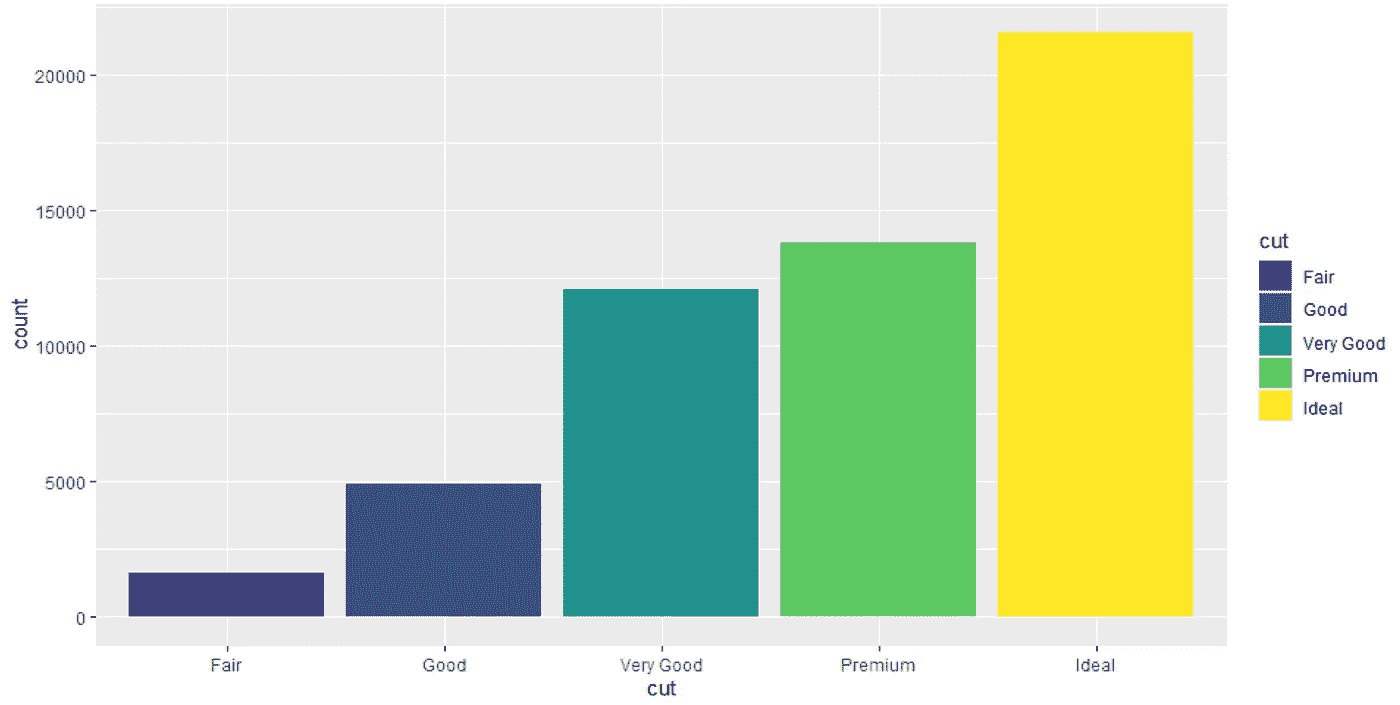 20000
15000
10000
5000
0
count
Fair
Good
Very Good
Premium
Ideal
cut
cut
Fair
Good
Very Good
Premium
Ideal